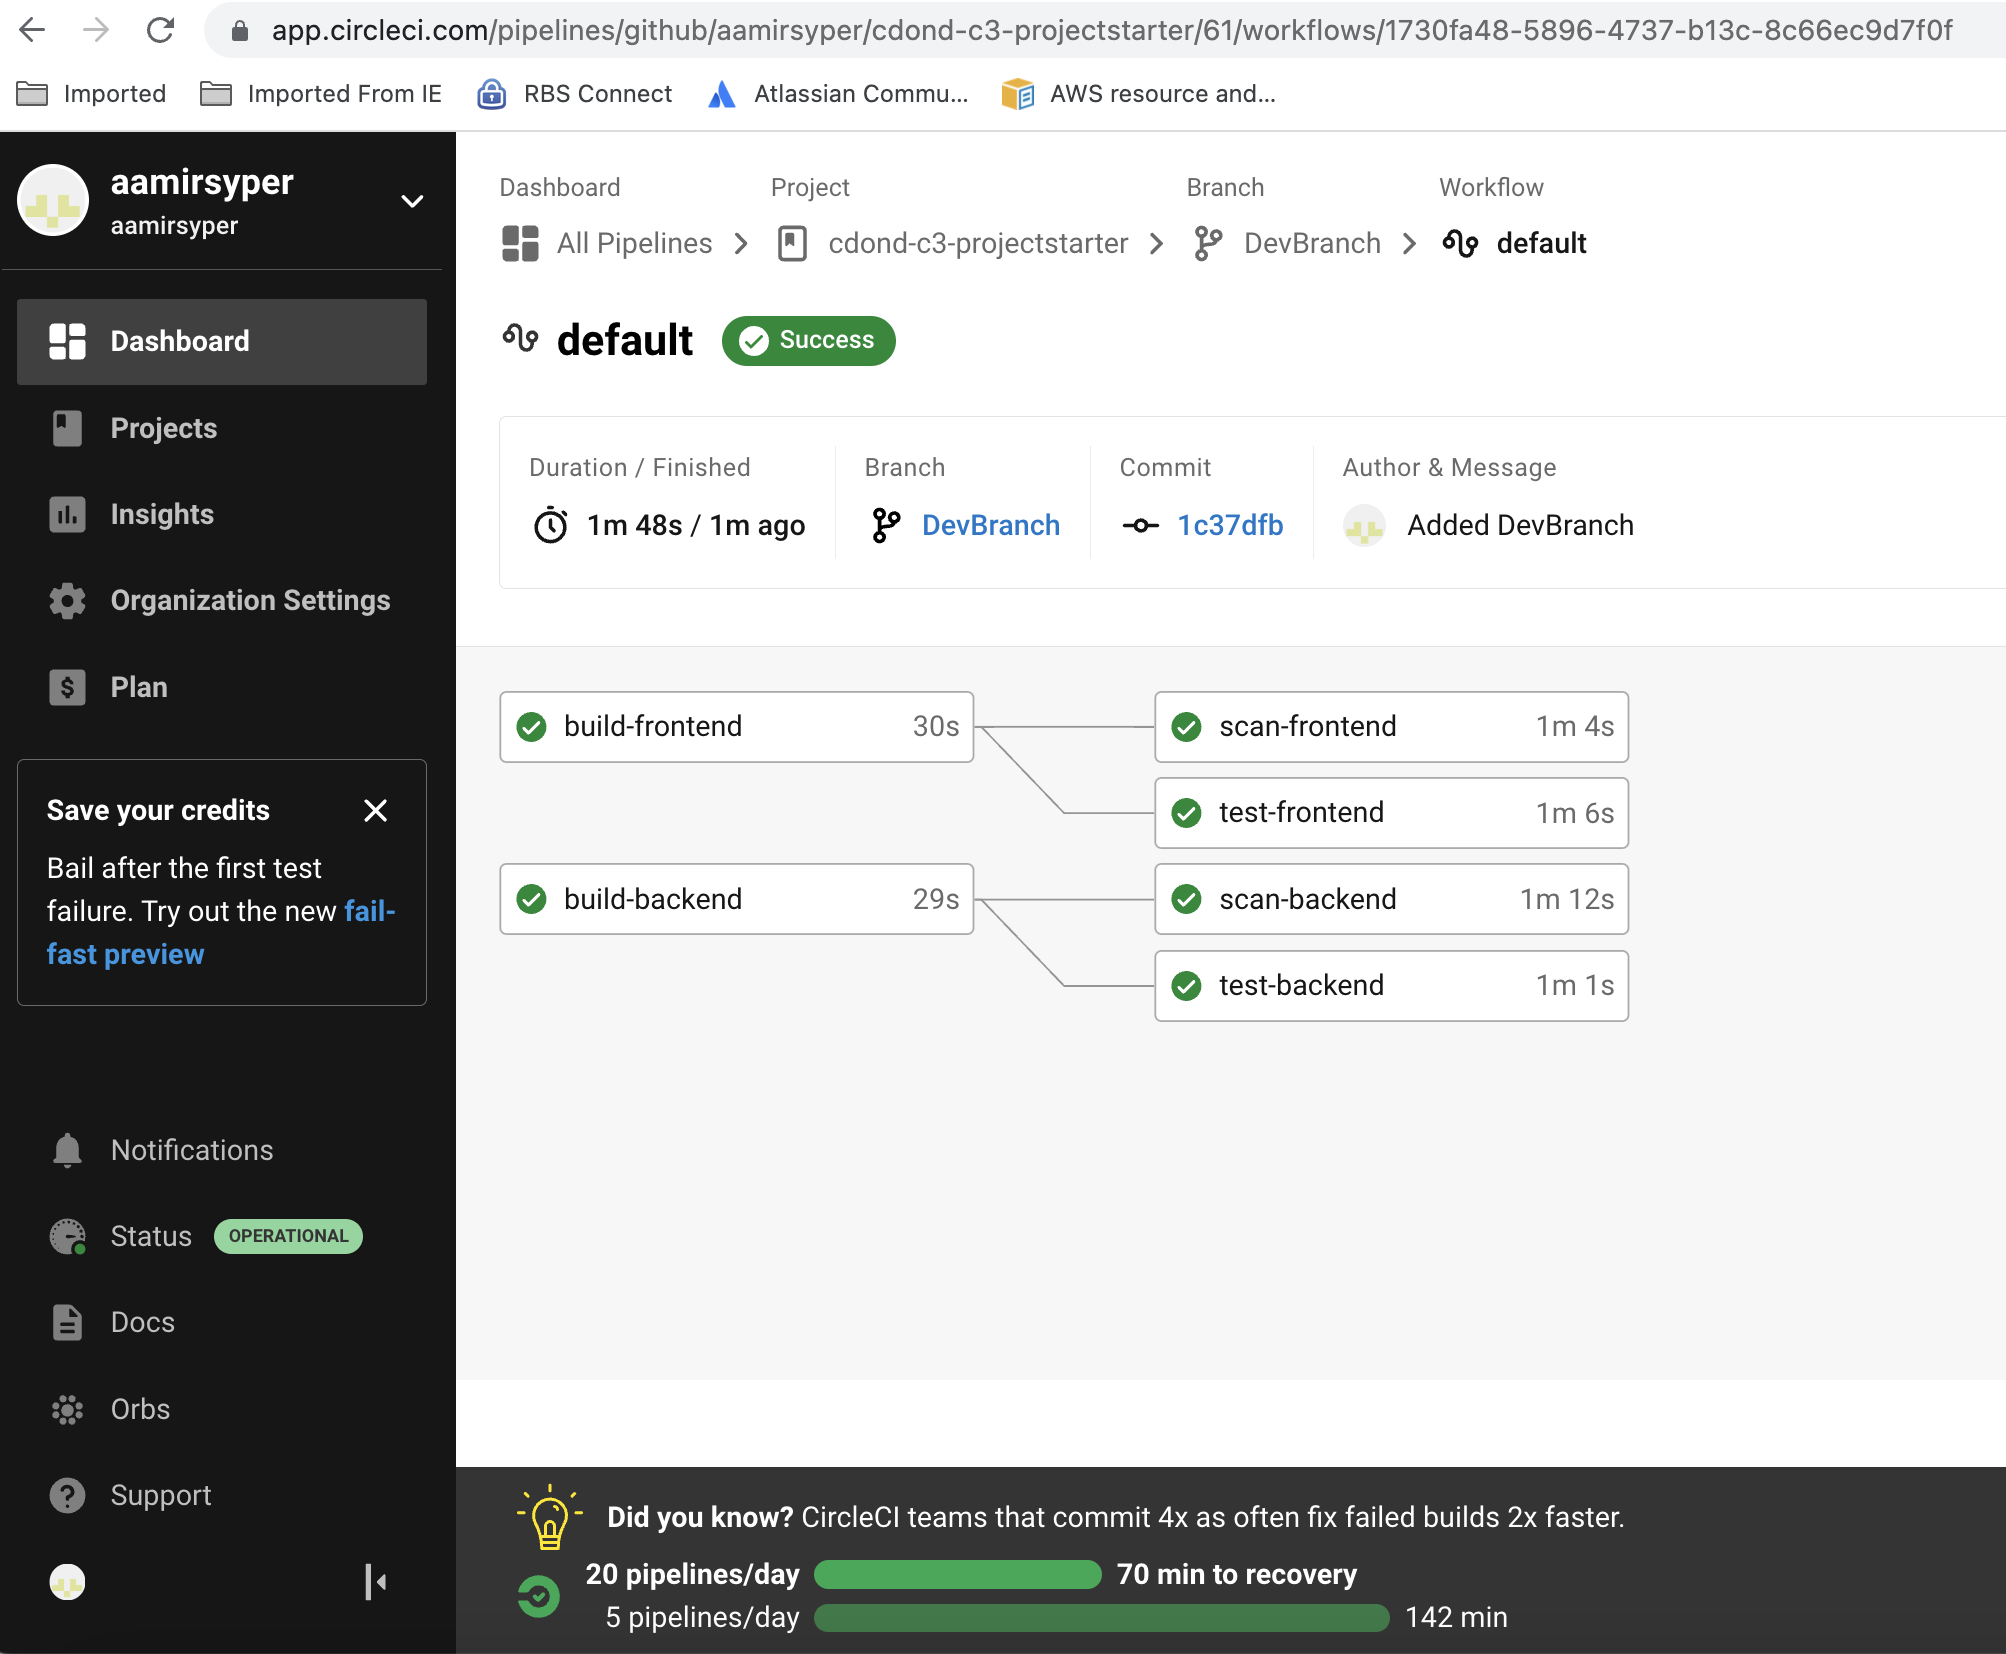 app.circleci.com/pipelines/github/aamirsyper/cdond-c3-projectstarter/61/workflows/1730fa48-5896-4737-b13c-8c66ec9d7f0f
Imported
Imported From IE
RBS Connect
Atlassian Commu...
AWS resource and...
aamirsyper
aamirsyper
Dashboard
Projects
Insights
Organization Settings
$
Plan
Save your credits
Bail after the first test
failure. Try out the new fail-
fast preview
Notifications
Status OPERATIONAL
Docs
Orbs
?
Support
Dashboard
All Pipelines
Project
cdond-c3-projectstarter
Branch
DevBranch
Workflow
default
default
Success
Duration / Finished
1m 48s / 1m ago
Branch
DevBranch
Commit
1c37dfb
Author & Message
Added DevBranch
build-frontend 30s
scan-frontend 1m 4s
test-frontend 1m 6s
build-backend 29s
scan-backend 1m 12s
test-backend 1m 1s
Did you know? CircleCI teams that commit 4x as often fix failed builds 2x faster.
20 pipelines/day 70 min to recovery
5 pipelines/day 142 min